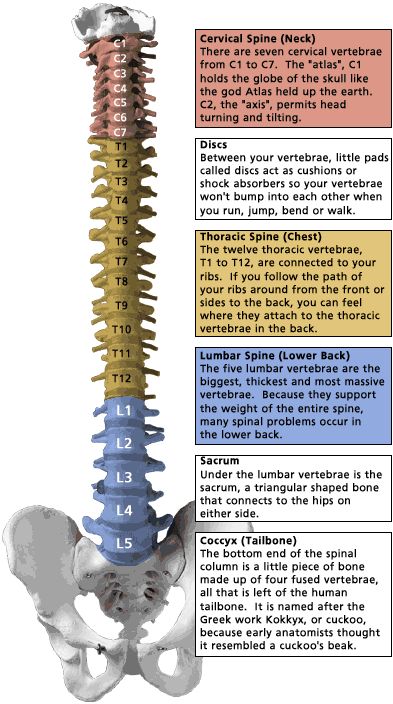 C1
C2
C3
C4
C5
C6
C7
T1
T2
T3
T4
T5
T6
T7
T8
T9
T10
T11
T12
L1
L2
L3
L4
L5
Cervical Spine (Neck)
There are seven cervical vertebrae
from C1 to C7. The "atlas", C1
holds the globe of the skull like
the god Atlas held up the earth.
C2, the "axis", permits head
turning and tilting.
Discs
Between your vertebrae, little pads
called discs act as cushions or
shock absorbers so your vertebrae
won't bump into each other when
you run, jump, bend or walk.
Thoracic Spine (Chest)
The twelve thoracic vertebrae,
T1 to T12, are connected to your
ribs. If you follow the path of
your ribs around from the front or
sides to the back, you can feel
where they attach to the thoracic
vertebrae in the back.
Lumbar Spine (Lower Back)
The five lumbar vertebrae are the
biggest, thickest and most massive
vertebrae. Because they support
the weight of the entire spine,
many spinal problems occur in
the lower back.
Sacrum
Under the lumbar vertebrae is the
sacrum, a triangular shaped bone
that connects to the hips on
either side.
Coccyx (Tailbone)
The bottom end of the spinal
column is a little piece of bone
made up of four fused vertebrae,
all that is left of the human
tailbone. It is named after the
Greek work Kokkyx, or cuckoo,
because early anatomists thought
it resembled a cuckoo's beak.